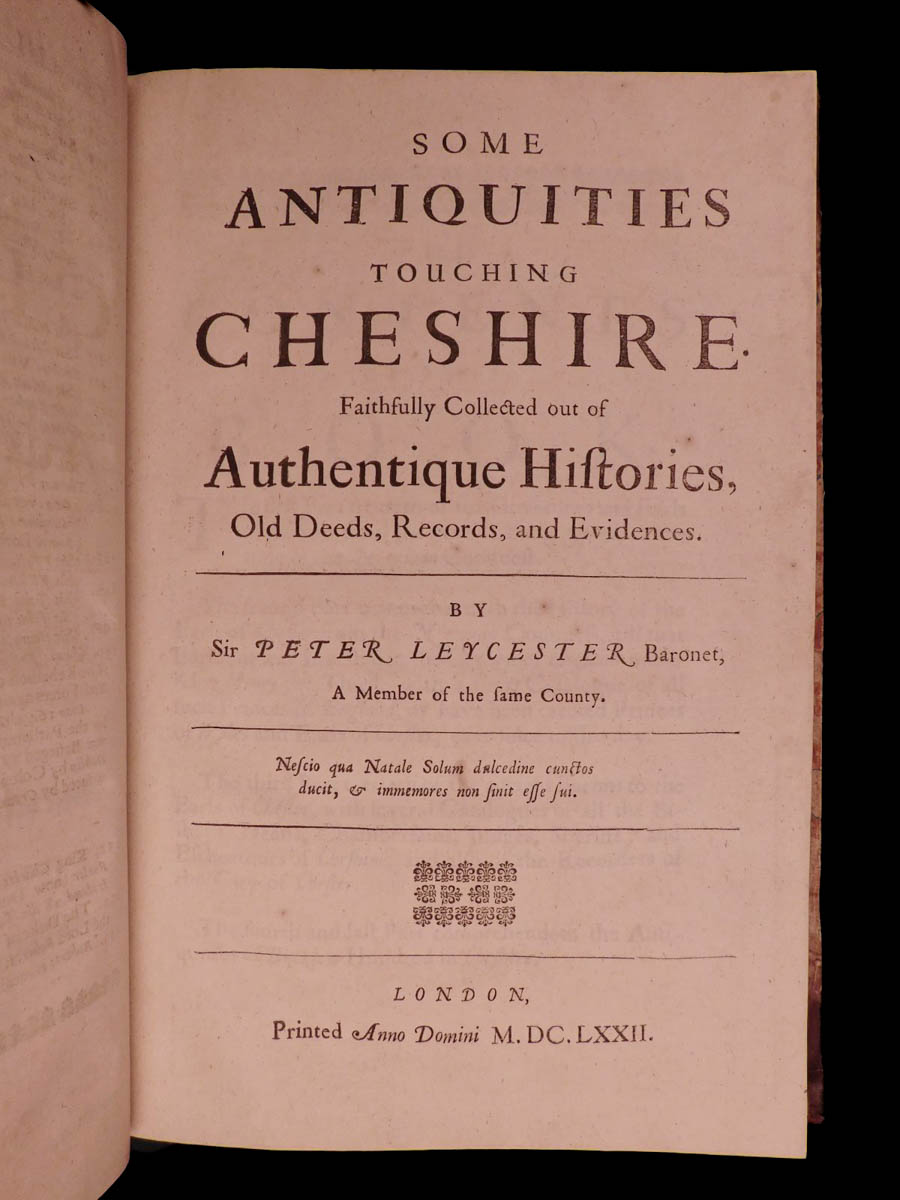 SOME
ANTIQUITIES
TOUCHING
CHESHIRE.
Faithfully Collected out of
Authentique Hiſtories,
Old Deeds, Records, and Evidences.
BY
Sir PETER LEYCESTER Baronet,
A Member of the ſame County.
Neſcio qua Natale Solum dulcedine cunctos
ducit, & immemores non ſinit eſſe ſui.
LONDON,
Printed Anno Domini M. DC. LXXII.